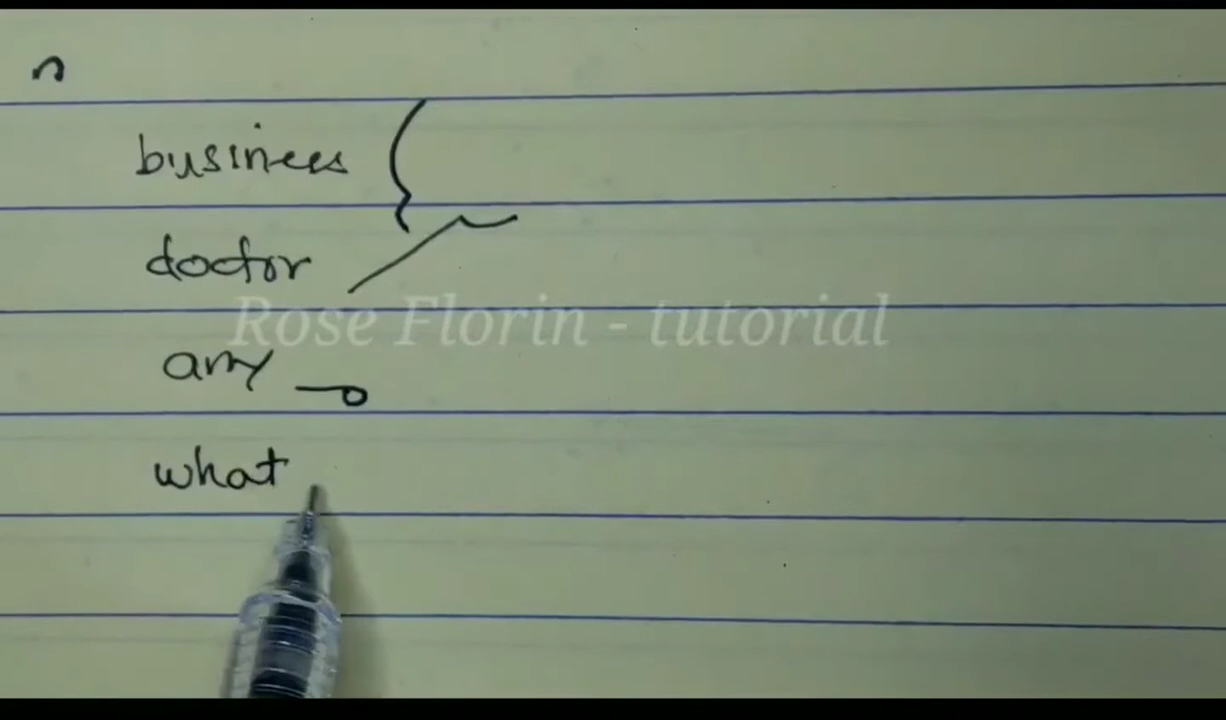 business
doctor
Rose Florin - tutorial
any
what